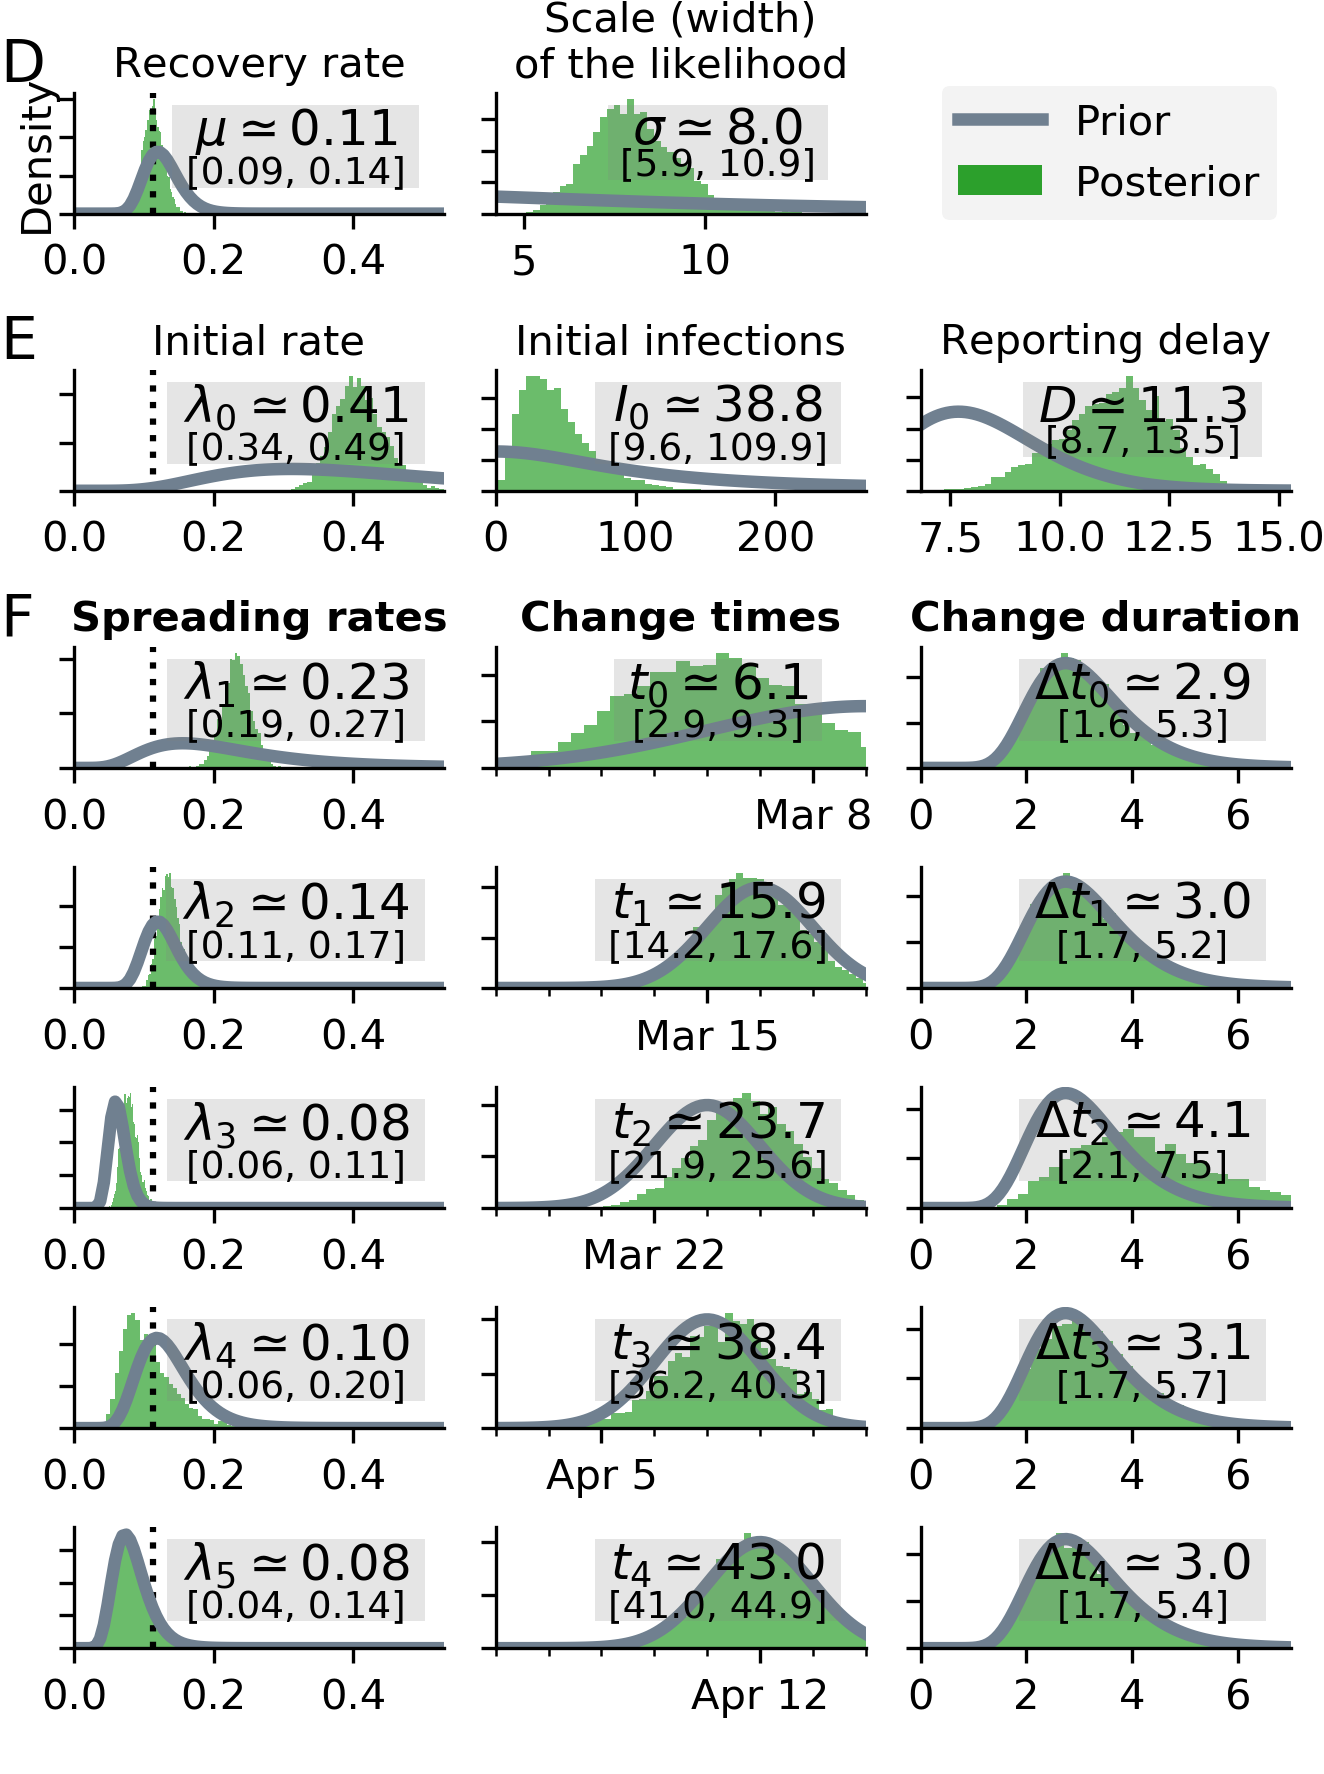 D
Recovery rate
Scale (width)
of the likelihood
Density
μ ≃ 0.11
[0.09, 0.14]
σ ≃ 8.0
[5.9, 10.9]
Prior
Posterior
0.0 0.2 0.4
5 10
E
Initial rate
Initial infections
Reporting delay
λ0 ≃ 0.41
[0.34, 0.49]
I0 ≃ 38.8
[9.6, 109.9]
D ≃ 11.3
[8.7, 13.5]
0.0 0.2 0.4
0 100 200
7.5 10.0 12.5 15.0
F
Spreading rates
Change times
Change duration
λ1 ≃ 0.23
[0.19, 0.27]
t0 ≃ 6.1
[2.9, 9.3]
Δt0 ≃ 2.9
[1.6, 5.3]
0.0 0.2 0.4
Mar 8
0 2 4 6
λ2 ≃ 0.14
[0.11, 0.17]
t1 ≃ 15.9
[14.2, 17.6]
Δt1 ≃ 3.0
[1.7, 5.2]
0.0 0.2 0.4
Mar 15
0 2 4 6
λ3 ≃ 0.08
[0.06, 0.11]
t2 ≃ 23.7
[21.9, 25.6]
Δt2 ≃ 4.1
[2.1, 7.5]
0.0 0.2 0.4
Mar 22
0 2 4 6
λ4 ≃ 0.10
[0.06, 0.20]
t3 ≃ 38.4
[36.2, 40.3]
Δt3 ≃ 3.1
[1.7, 5.7]
0.0 0.2 0.4
Apr 5
0 2 4 6
λ5 ≃ 0.08
[0.04, 0.14]
t4 ≃ 43.0
[41.0, 44.9]
Δt4 ≃ 3.0
[1.7, 5.4]
0.0 0.2 0.4
Apr 12
0 2 4 6